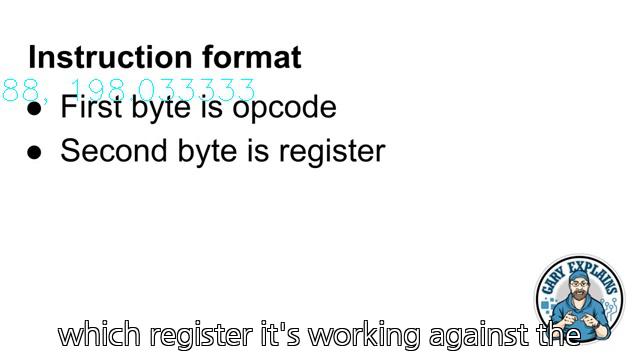 Instruction format
88, 198.033333
● First byte is opcode
● Second byte is register
GARY EXPLAINS
which register it's working against the